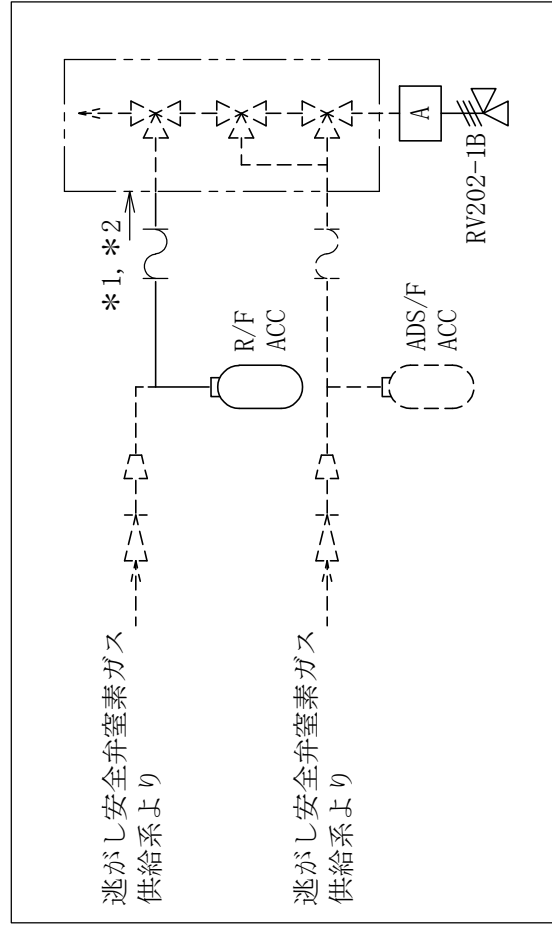 逃がし安全弁窒素ガス
供給系より
逃がし安全弁窒素ガス
供給系より
R/F
ACC
ADS/F
ACC
*1, *2
A
RV202-1B